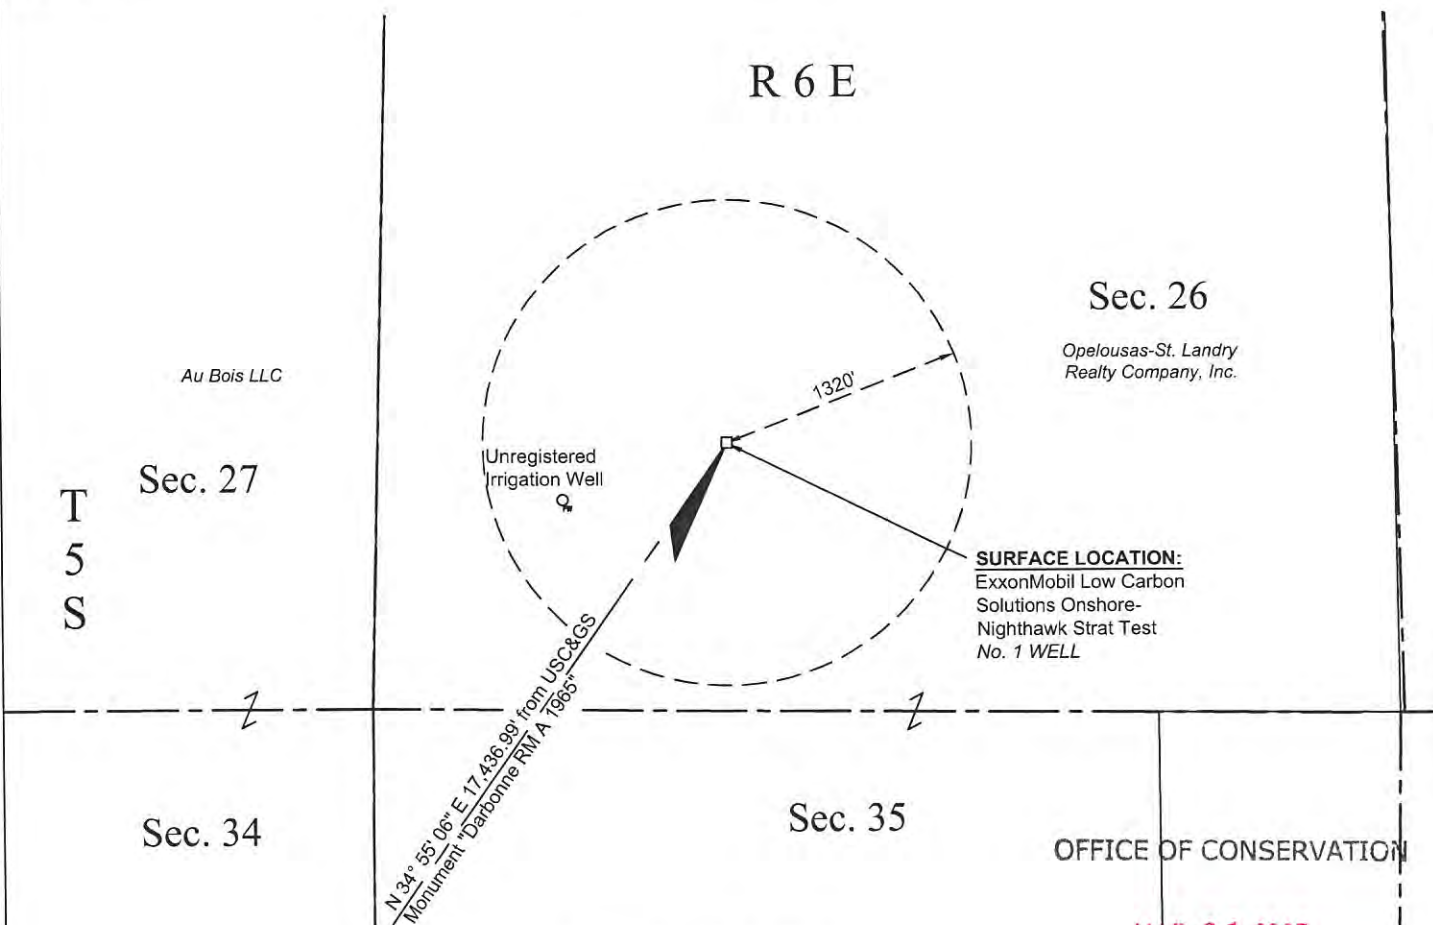 R 6 E
Sec. 26
Opelousas-St. Landry
Realty Company, Inc.
Au Bois LLC
1320'
Unregistered
Irrigation Well
Sec. 27
T
5
S
SURFACE LOCATION:
ExxonMobil Low Carbon
Solutions Onshore-
Nighthawk Strat Test
No. 1 WELL
N 34° 55' 06" E 17,436.99' from USC&GS
Monument "Darbonne RM A 1965"
Sec. 34
Sec. 35
OFFICE OF CONSERVATION